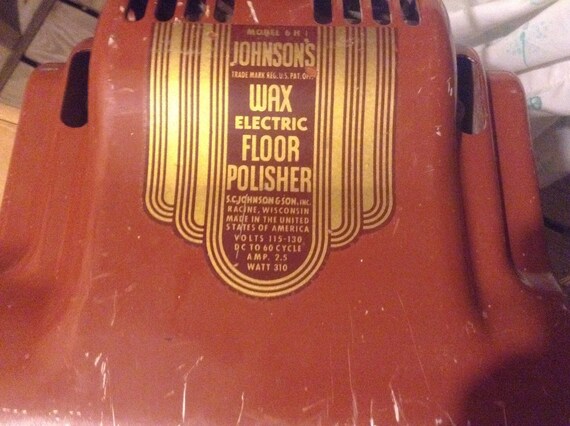 MODEL 6 H 1
JOHNSON'S
TRADE MARK REG. U.S. PAT. OFF.
WAX
ELECTRIC
FLOOR
POLISHER
S.C. JOHNSON & SON, INC.
RACINE, WISCONSIN
MADE IN THE UNITED
STATES OF AMERICA
VOLTS 115-130
DC TO 60 CYCLE
AMP. 2.5
WATT 310